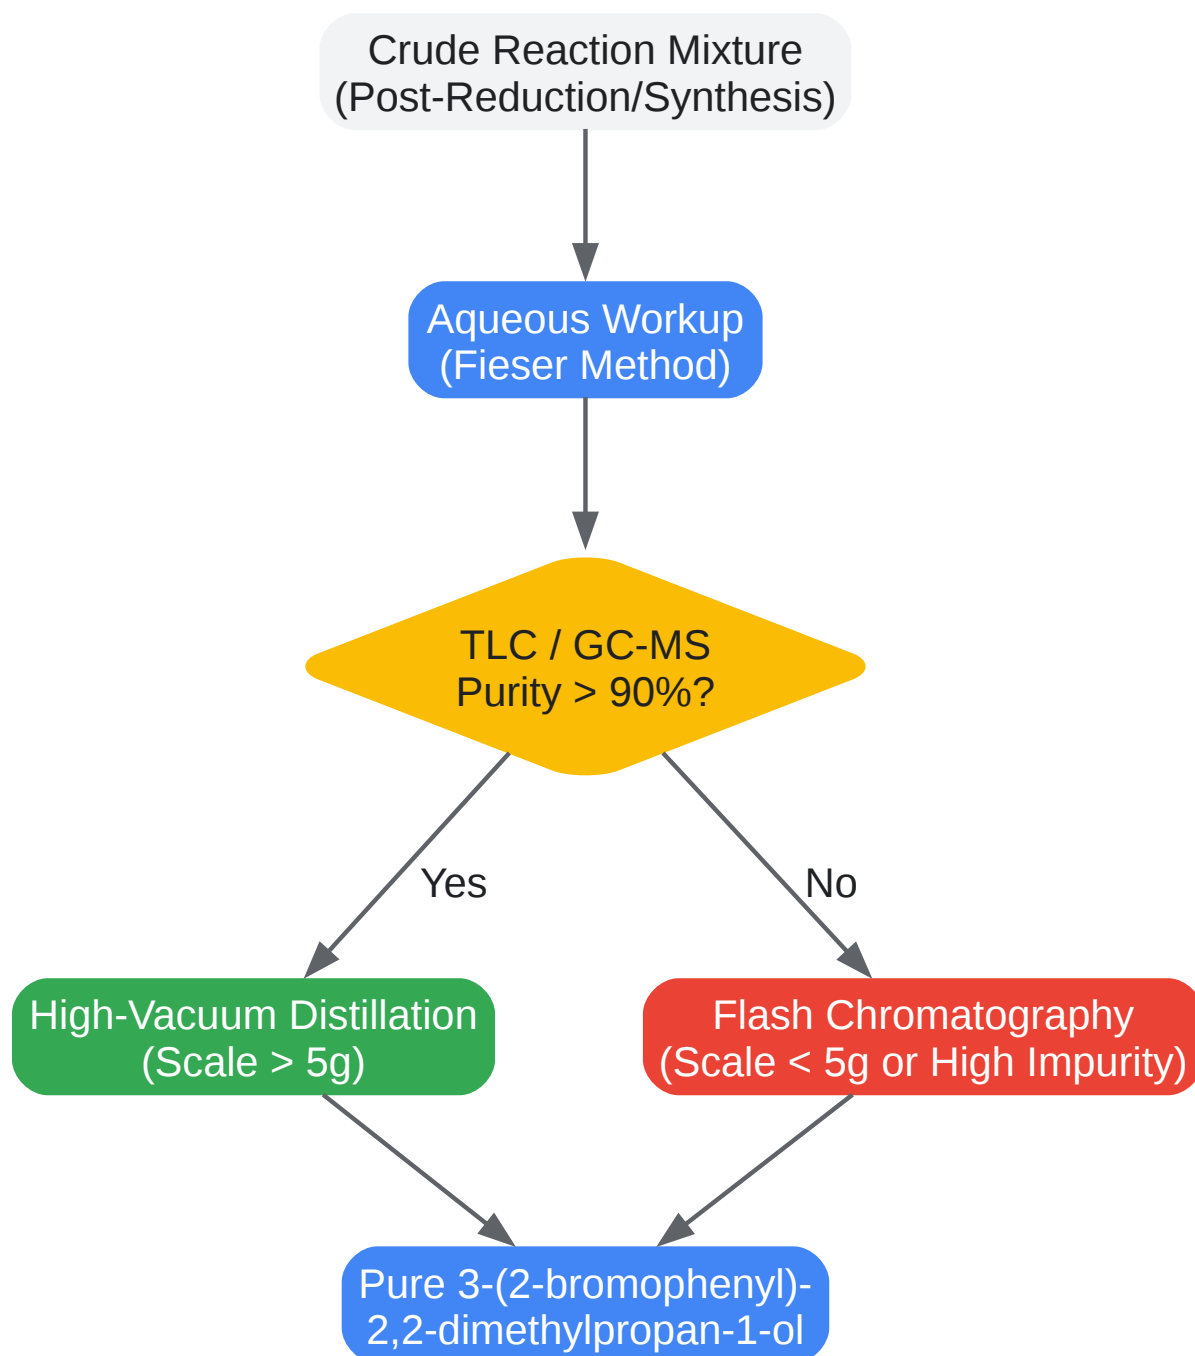 Crude Reaction Mixture
(Post-Reduction/Synthesis)
Aqueous Workup
(Fieser Method)
TLC / GC-MS
Purity > 90%?
Yes
No
High-Vacuum Distillation
(Scale > 5g)
Flash Chromatography
(Scale < 5g or High Impurity)
Pure 3-(2-bromophenyl)-
2,2-dimethylpropan-1-ol